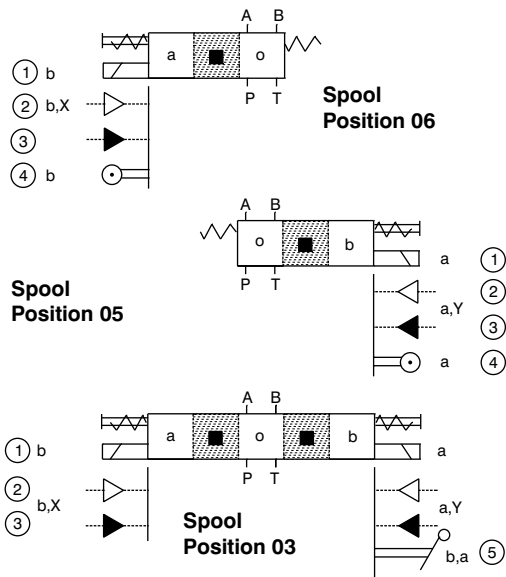 A B
a o
1 b
P T
2 b,X
Spool
Position 06
3
4 b
A B
o b
a 1
P T
2
Spool
Position 05
a,Y
3
a 4
A B
a o b
1 b a
P T
2
b,X a,Y
3
Spool
Position 03
b,a 5